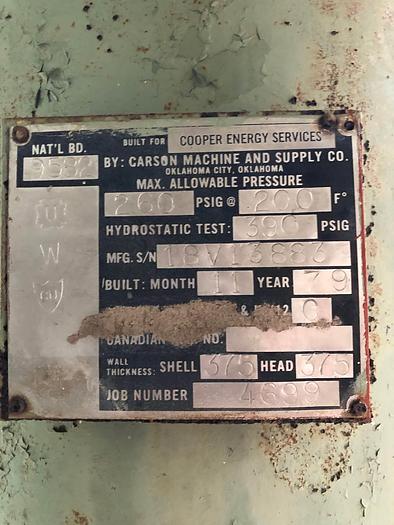 NAT'L BD.
9582
U
W
BUILT FOR COOPER ENERGY SERVICES
BY: CARSON MACHINE AND SUPPLY CO.
OKLAHOMA CITY, OKLAHOMA
MAX. ALLOWABLE PRESSURE
260 PSIG @ 200 F°
HYDROSTATIC TEST: 390 PSIG
MFG. S/N 18V13883
BUILT: MONTH 11 YEAR 79
CANADIAN NO:
WALL THICKNESS: SHELL 375 HEAD 375
JOB NUMBER 4699